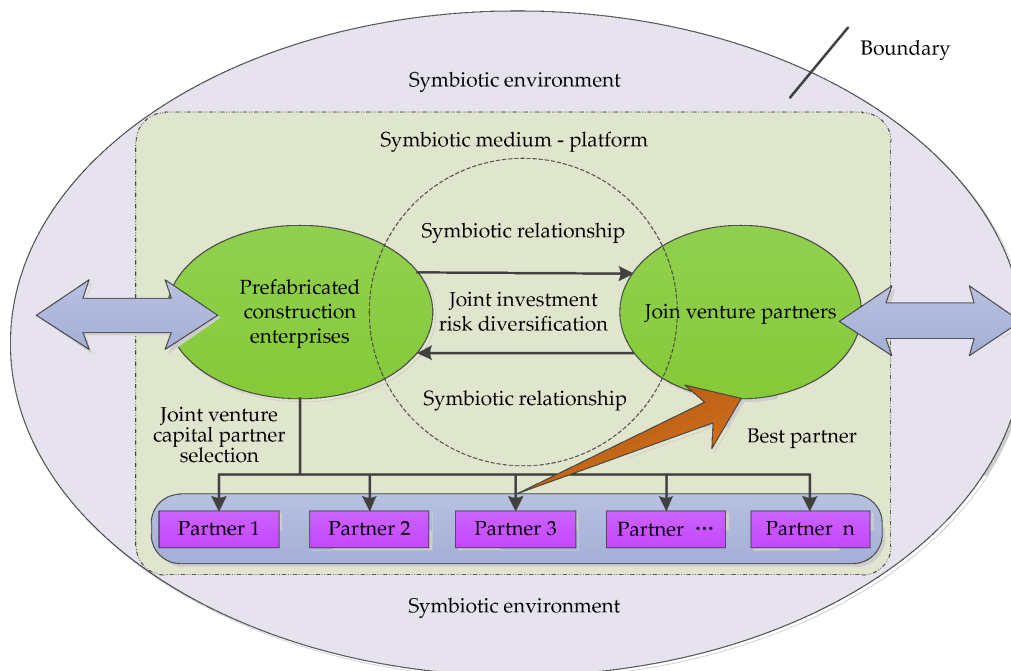 Boundary
Symbiotic environment
Symbiotic medium - platform
Symbiotic relationship
Prefabricated
construction
enterprises
Joint investment
risk diversification
Join venture partners
Symbiotic relationship
Joint venture
capital partner
selection
Best partner
Partner 1
Partner 2
Partner 3
Partner ···
Partner n
Symbiotic environment